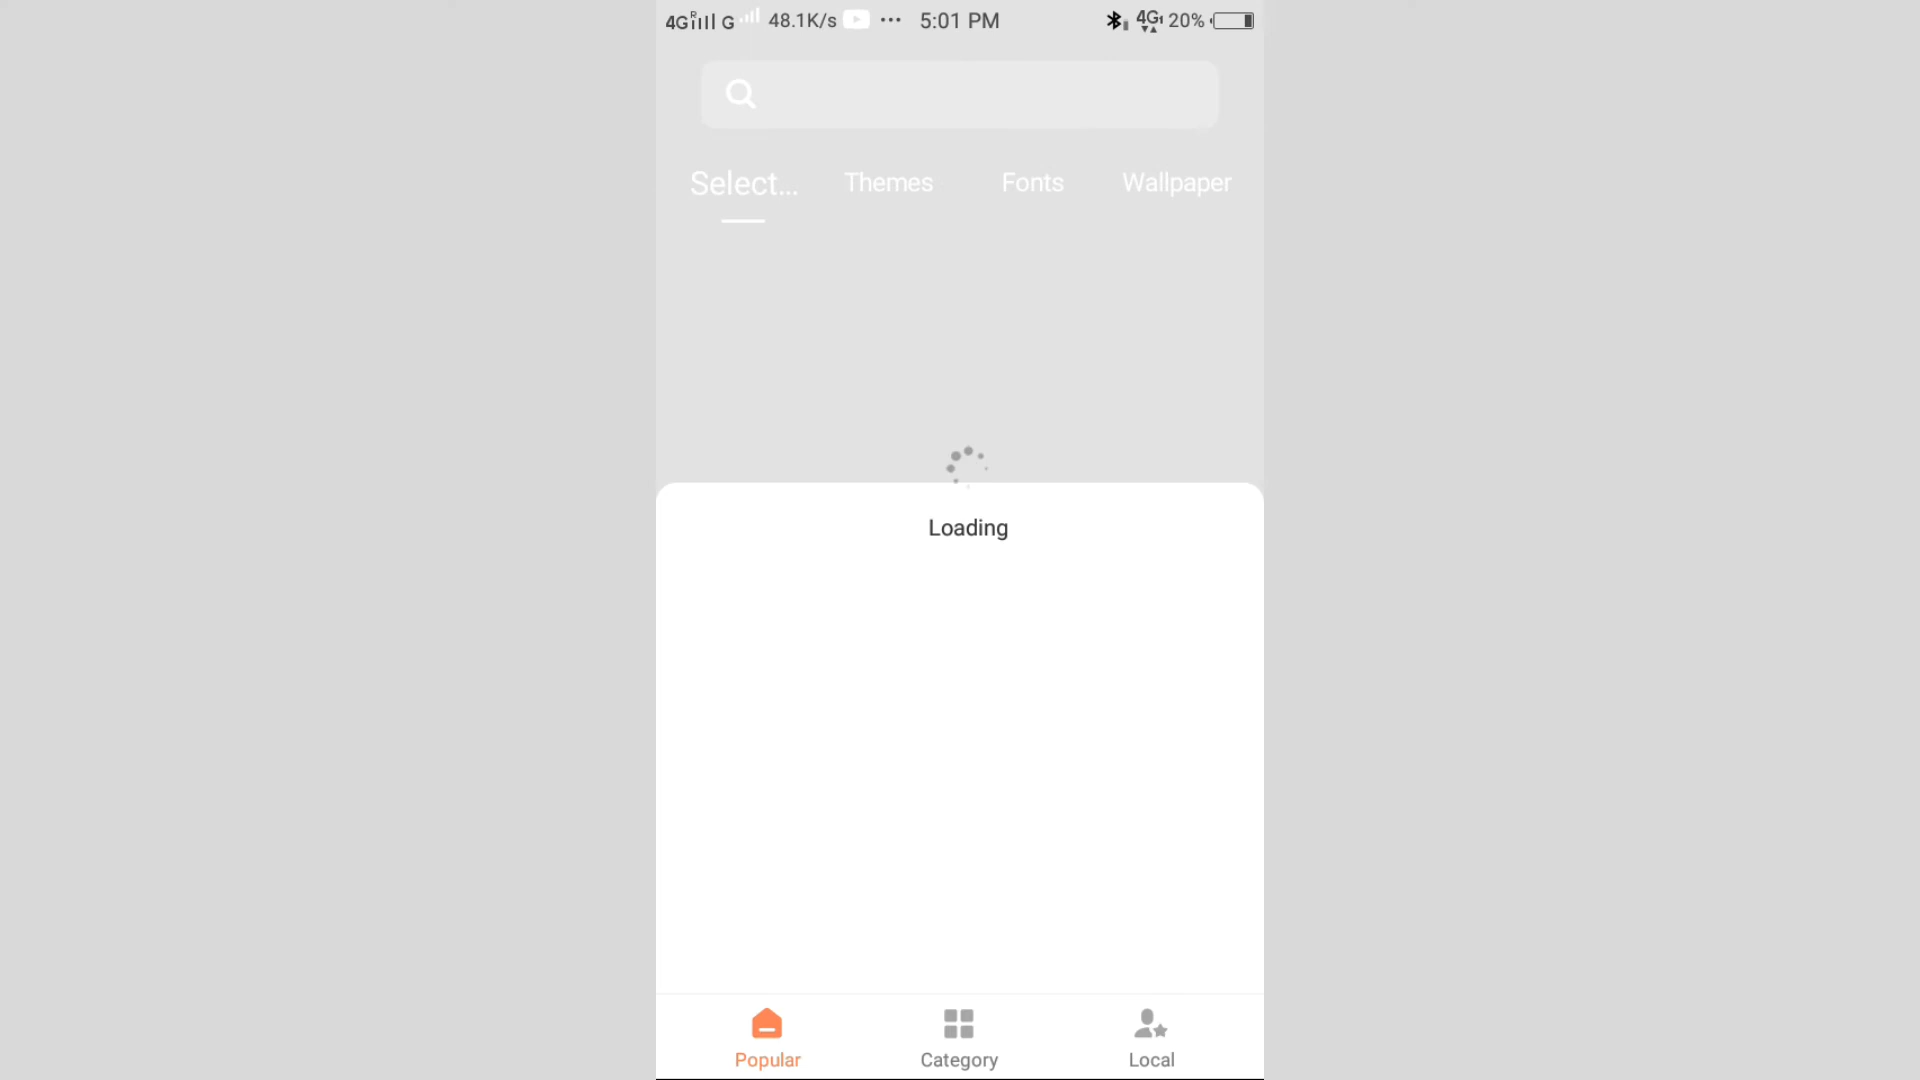 4G R G 48.1K/s ··· 5:01 PM 4G 20%
Select... Themes Fonts Wallpaper
Loading
Popular Category Local